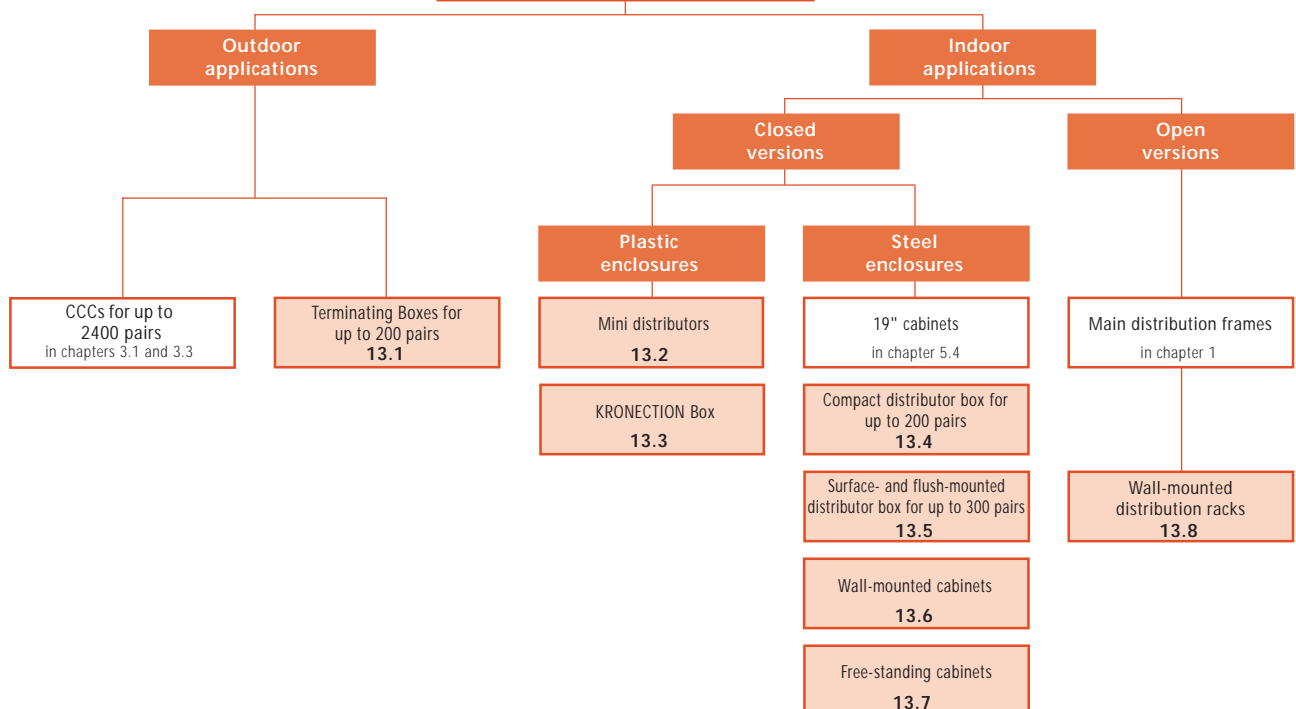 Outdoor
applications
Indoor
applications
Closed
versions
Open
versions
Plastic
enclosures
Steel
enclosures
CCCs for up to
2400 pairs
in chapters 3.1 and 3.3
Terminating Boxes for
up to 200 pairs
13.1
Mini distributors
13.2
19" cabinets
in chapter 5.4
Main distribution frames
in chapter 1
KRONECTION Box
13.3
Compact distributor box for
up to 200 pairs
13.4
Surface- and flush-mounted
distributor box for up to 300 pairs
13.5
Wall-mounted
distribution racks
13.8
Wall-mounted cabinets
13.6
Free-standing cabinets
13.7